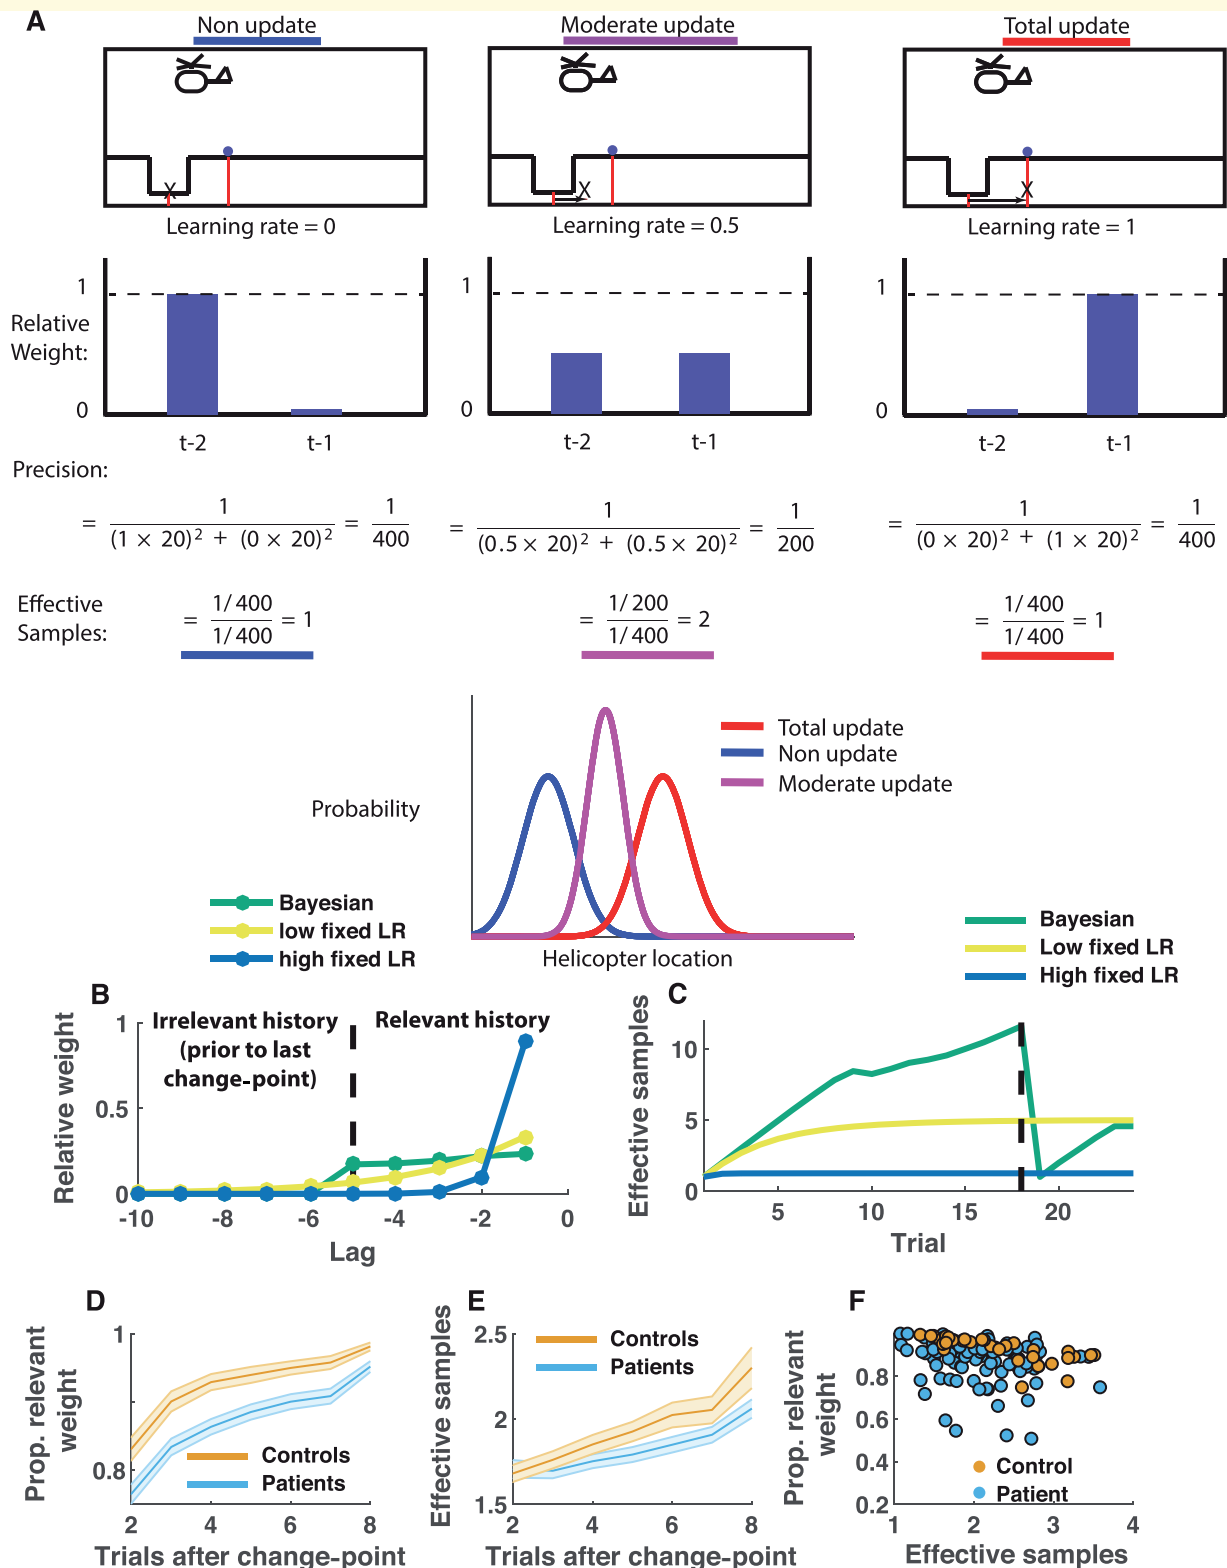 A
Non update
Moderate update
Total update
X
X
X
Learning rate = 0
Learning rate = 0.5
Learning rate = 1
Relative
Weight:
1
0
t-2
t-1
1
0
t-2
t-1
1
0
t-2
t-1
Precision:
= 1 / (1 × 20)² + (0 × 20)² = 1 / 400
= 1 / (0.5 × 20)² + (0.5 × 20)² = 1 / 200
= 1 / (0 × 20)² + (1 × 20)² = 1 / 400
Effective
Samples:
= 1/400 / 1/400 = 1
= 1/200 / 1/400 = 2
= 1/400 / 1/400 = 1
Total update
Non update
Moderate update
Probability
Helicopter location
Bayesian
low fixed LR
high fixed LR
Bayesian
Low fixed LR
High fixed LR
B
Irrelevant history
(prior to last
change-point)
Relevant history
Relative weight
1
0.5
0
-10
-8
-6
-4
-2
0
Lag
C
Effective samples
10
5
0
5
10
15
20
Trial
D
Prop. relevant
weight
1
0.8
Controls
Patients
2
4
6
8
Trials after change-point
E
Effective samples
2.5
2
1.5
Controls
Patients
2
4
6
8
Trials after change-point
F
Prop. relevant
weight
0.8
0.6
0.4
0.2
Control
Patient
1
2
3
4
Effective samples